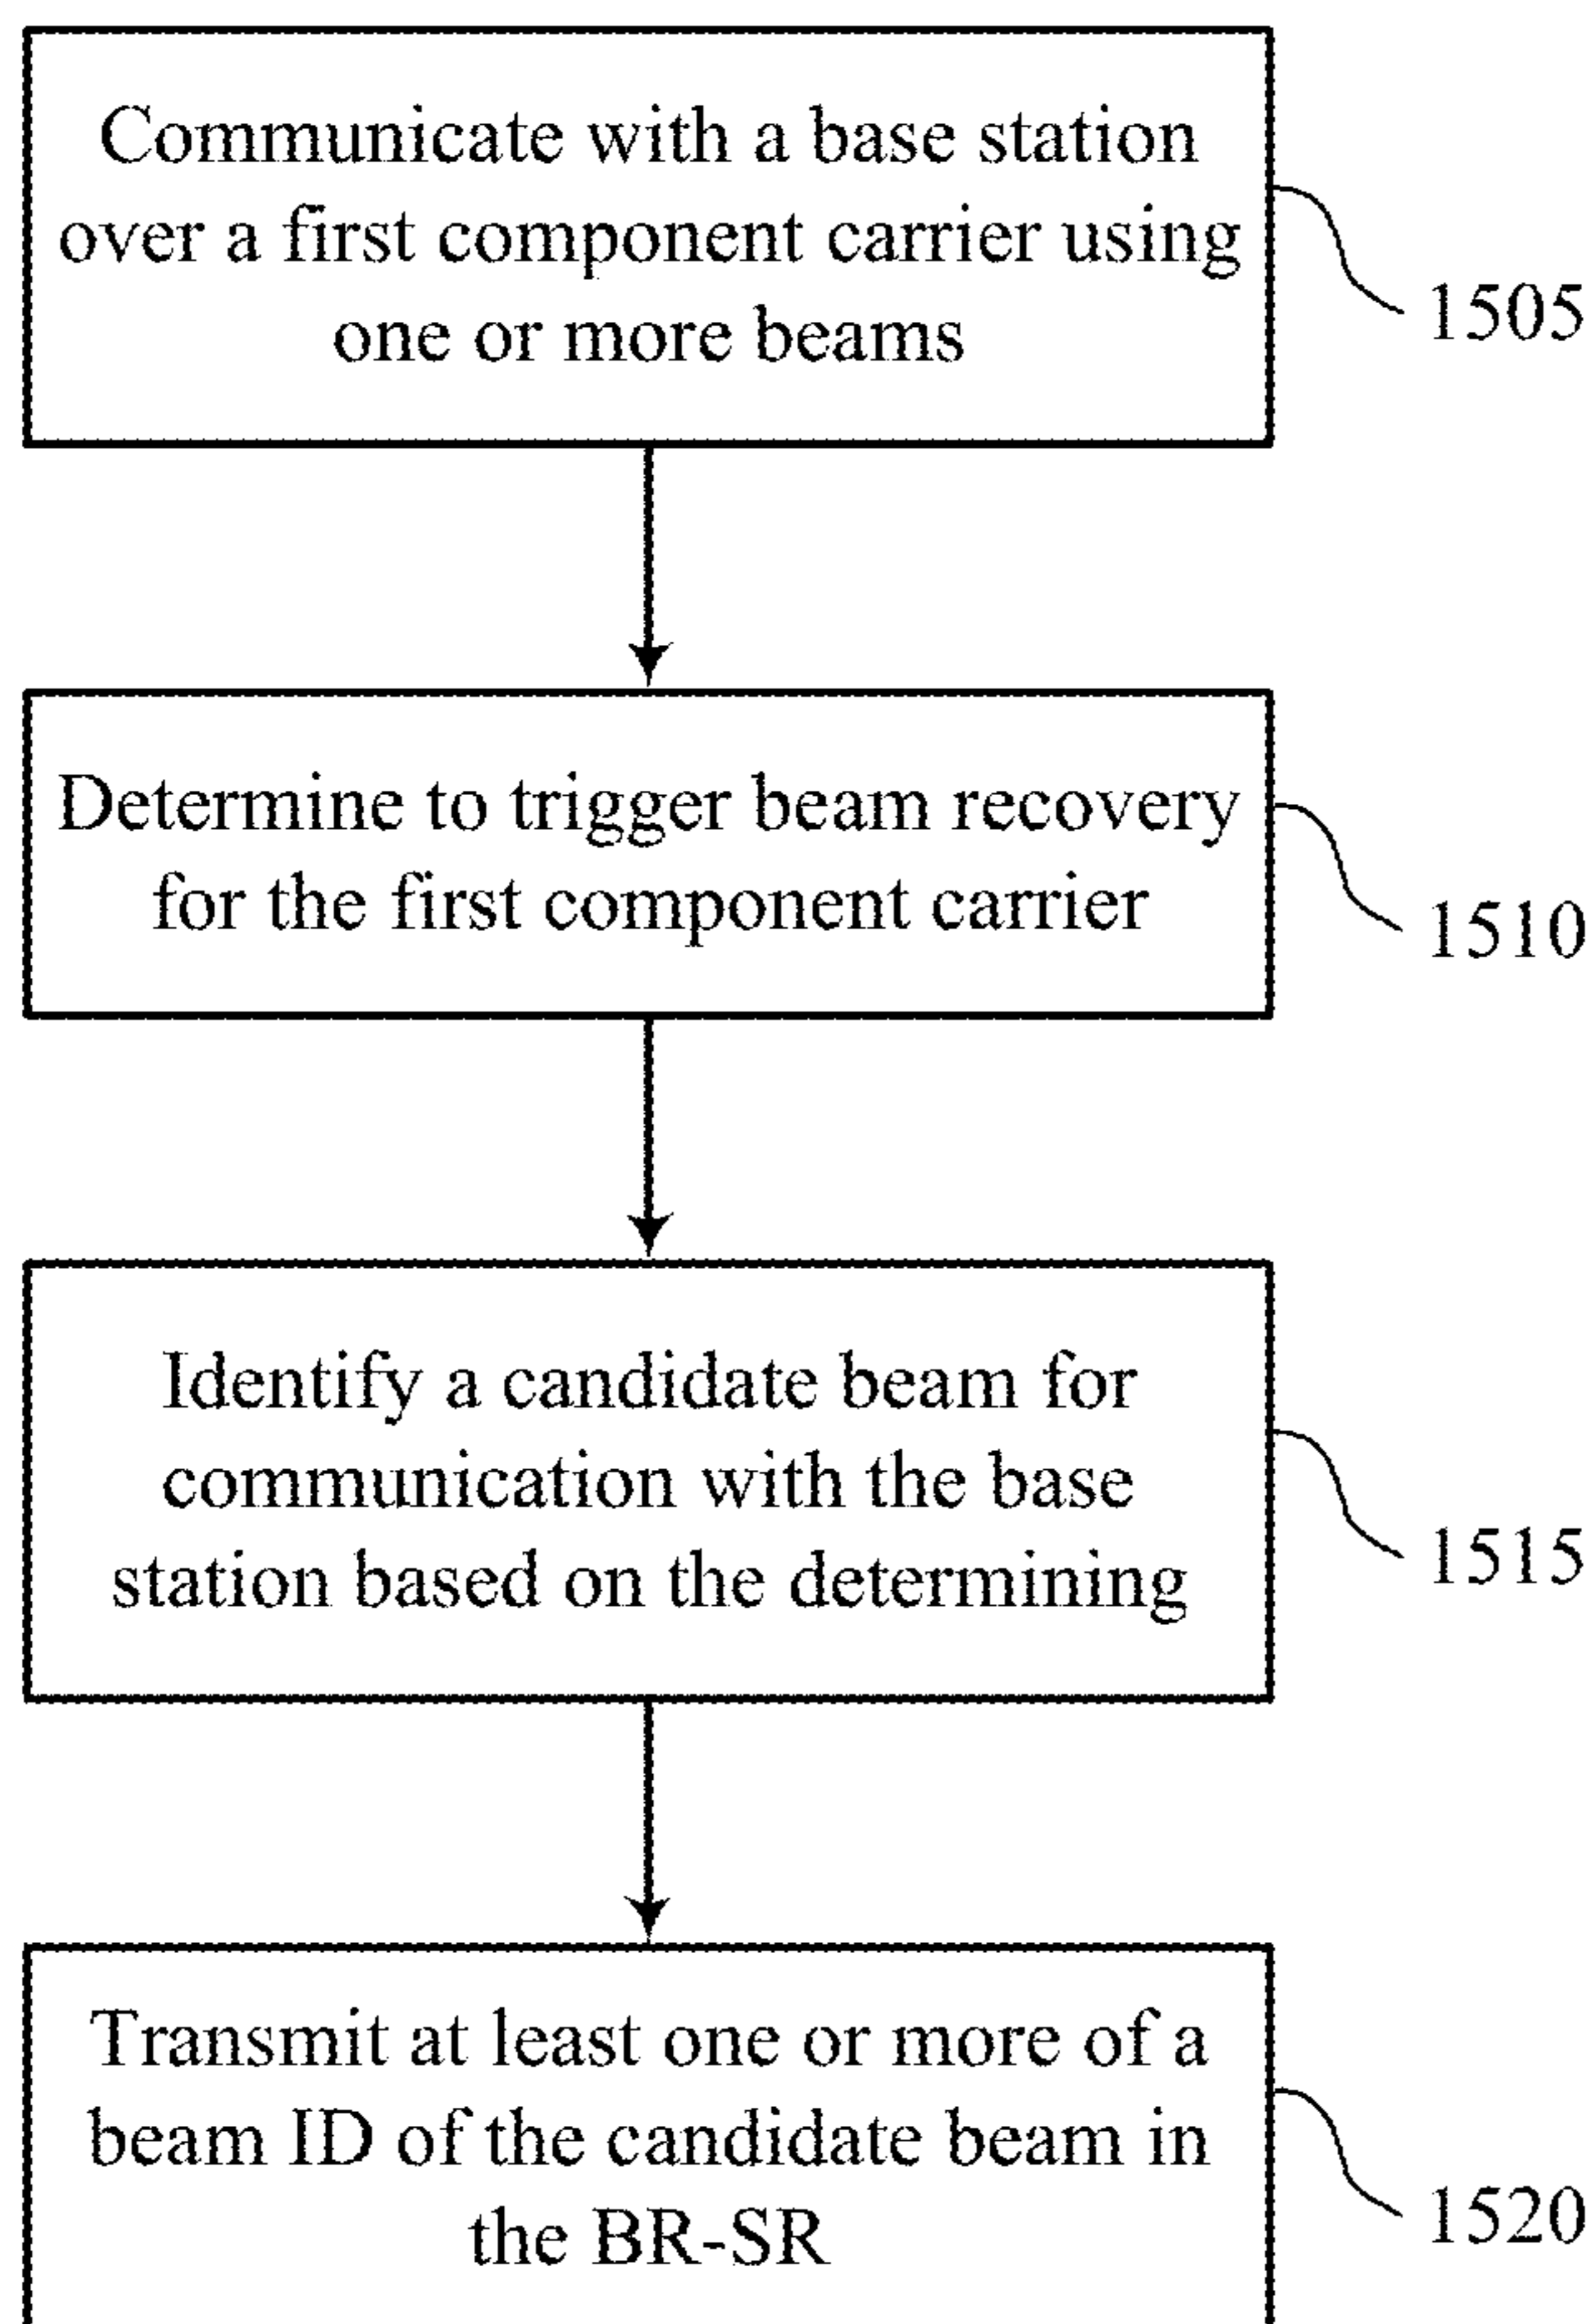 Communicate with a base station
over a first component carrier using
one or more beams
1505
Determine to trigger beam recovery
for the first component carrier
1510
Identify a candidate beam for
communication with the base
station based on the determining
1515
Transmit at least one or more of a
beam ID of the candidate beam in
the BR-SR
1520